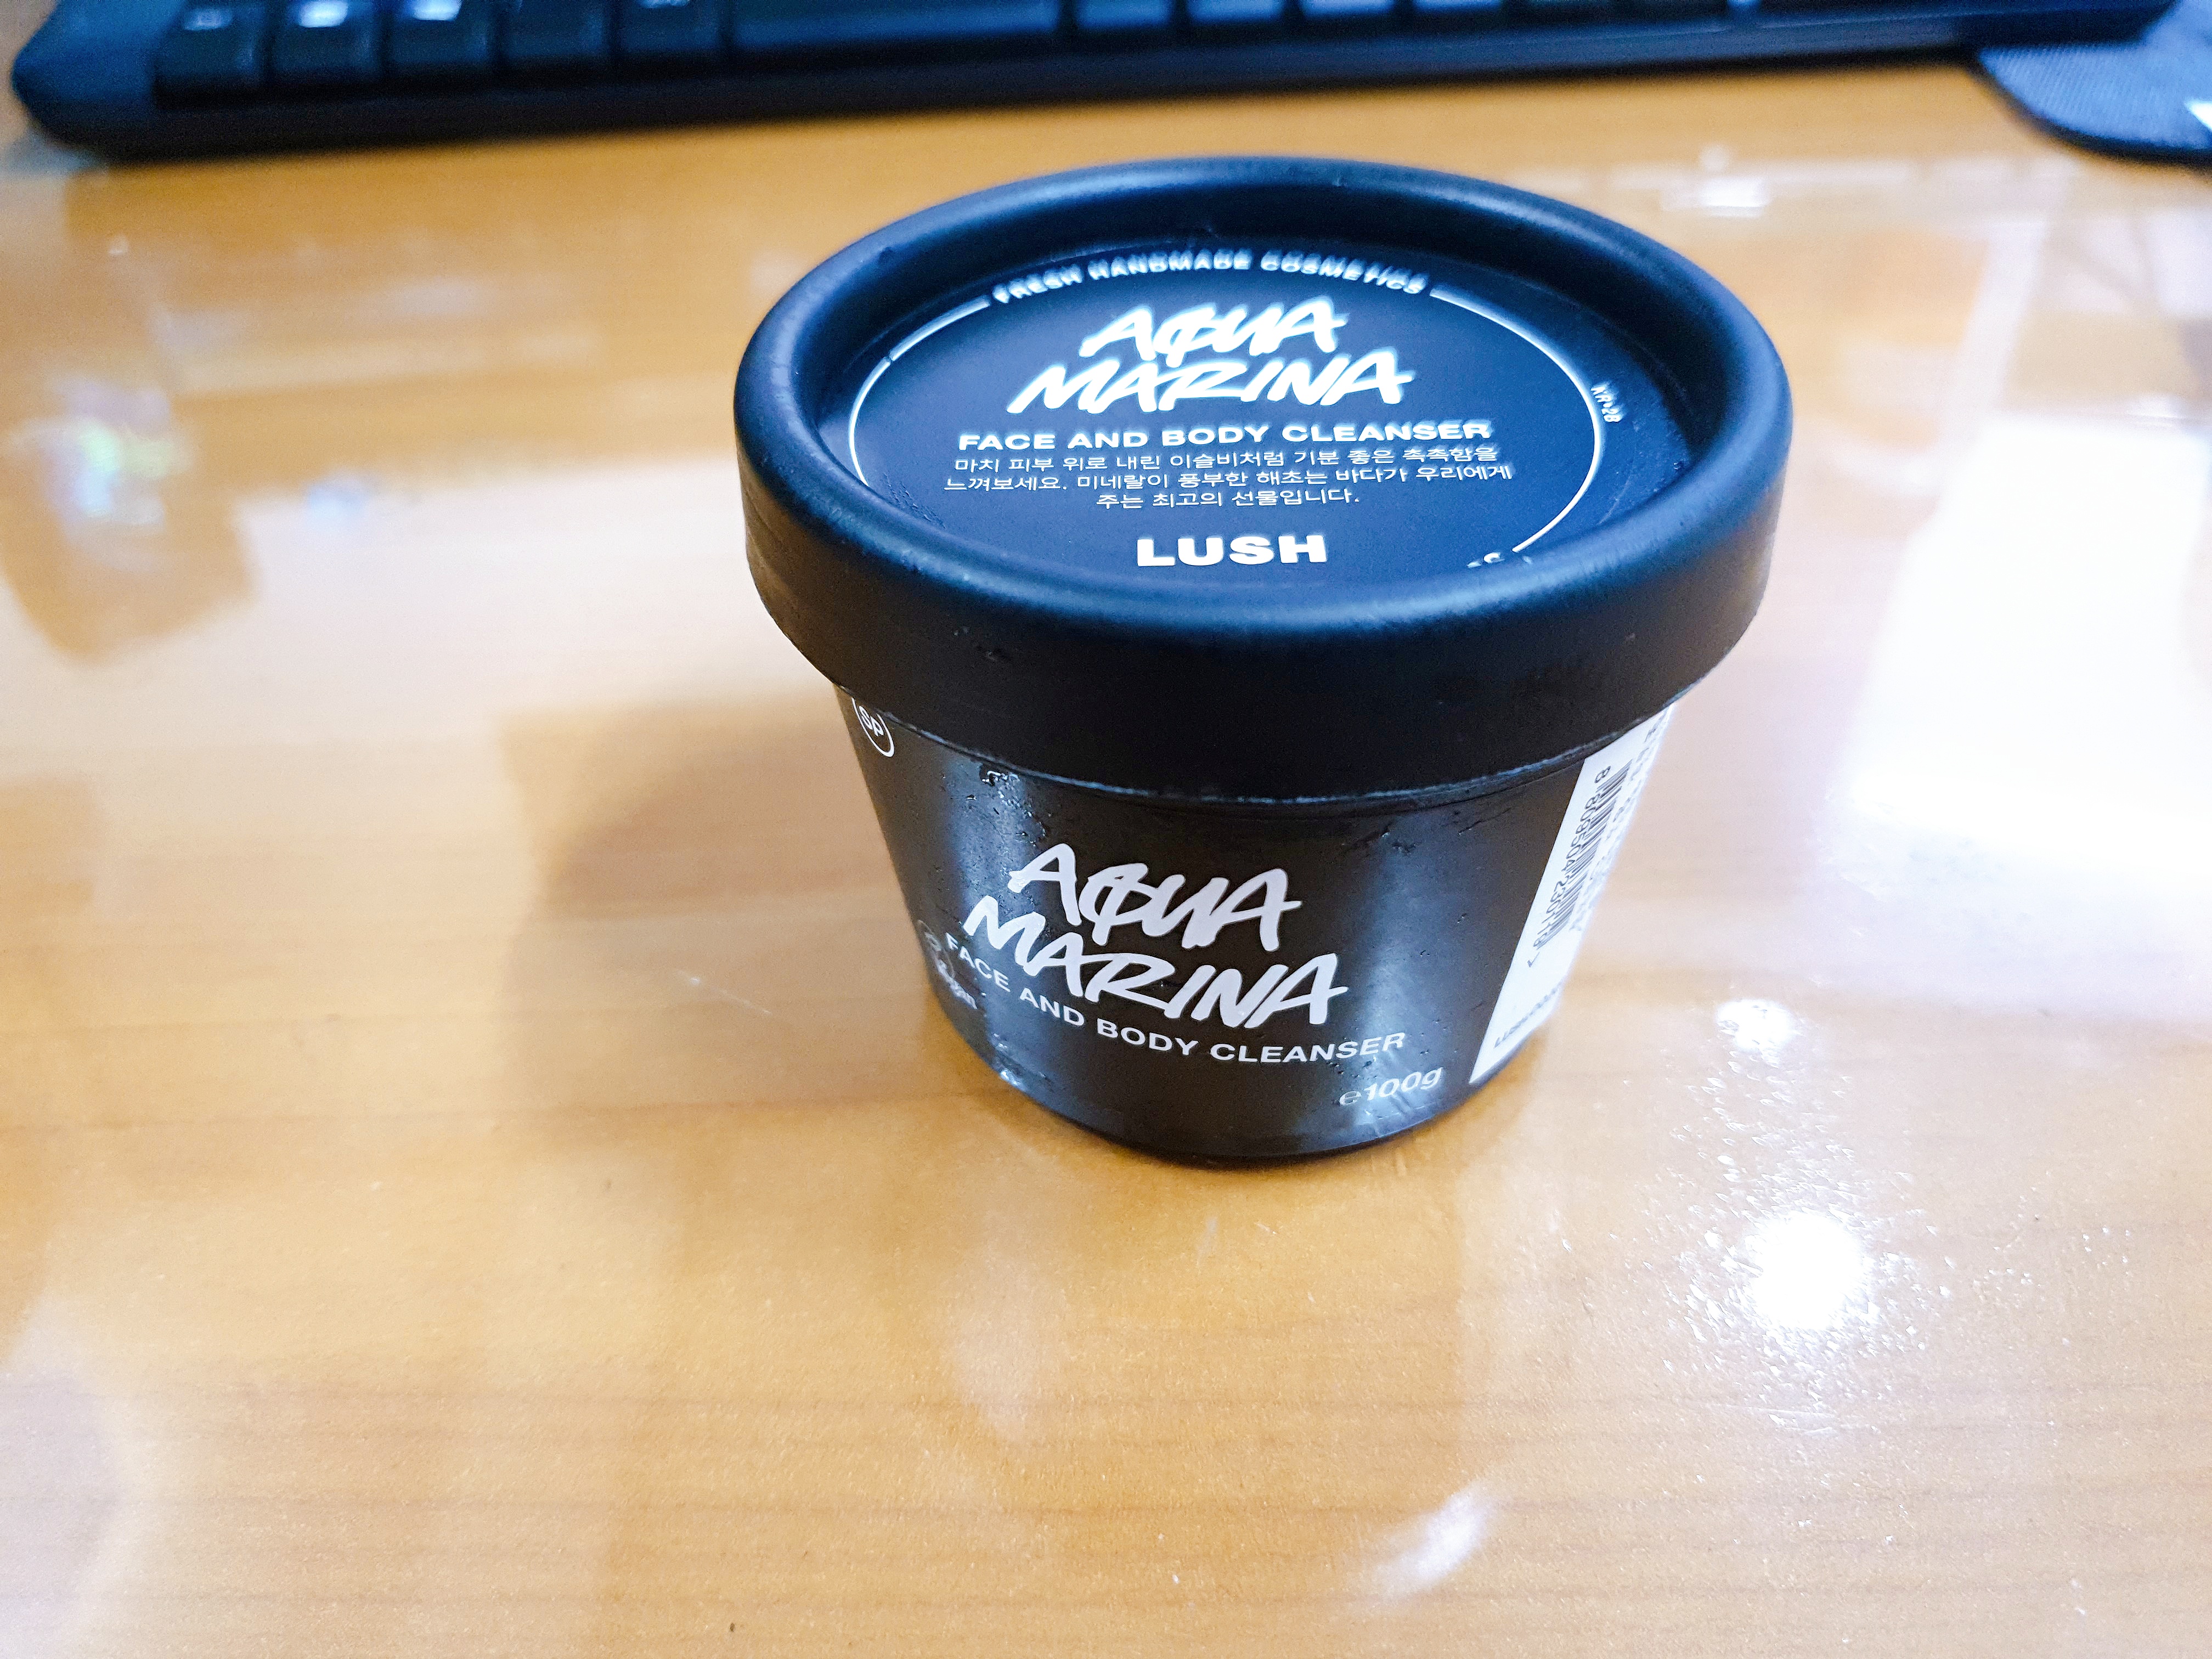 FRESH HANDMADE COSMETICS
AQUA
MARINA
FACE AND BODY CLEANSER
마치 피부 위로 내린 이슬비처럼 기분 좋은 촉촉함을
느껴보세요. 미네랄이 풍부한 해초는 바다가 우리에게
주는 최고의 선물입니다.
LUSH
Sp
AQUA
MARINA
FACE AND BODY CLEANSER
e100g